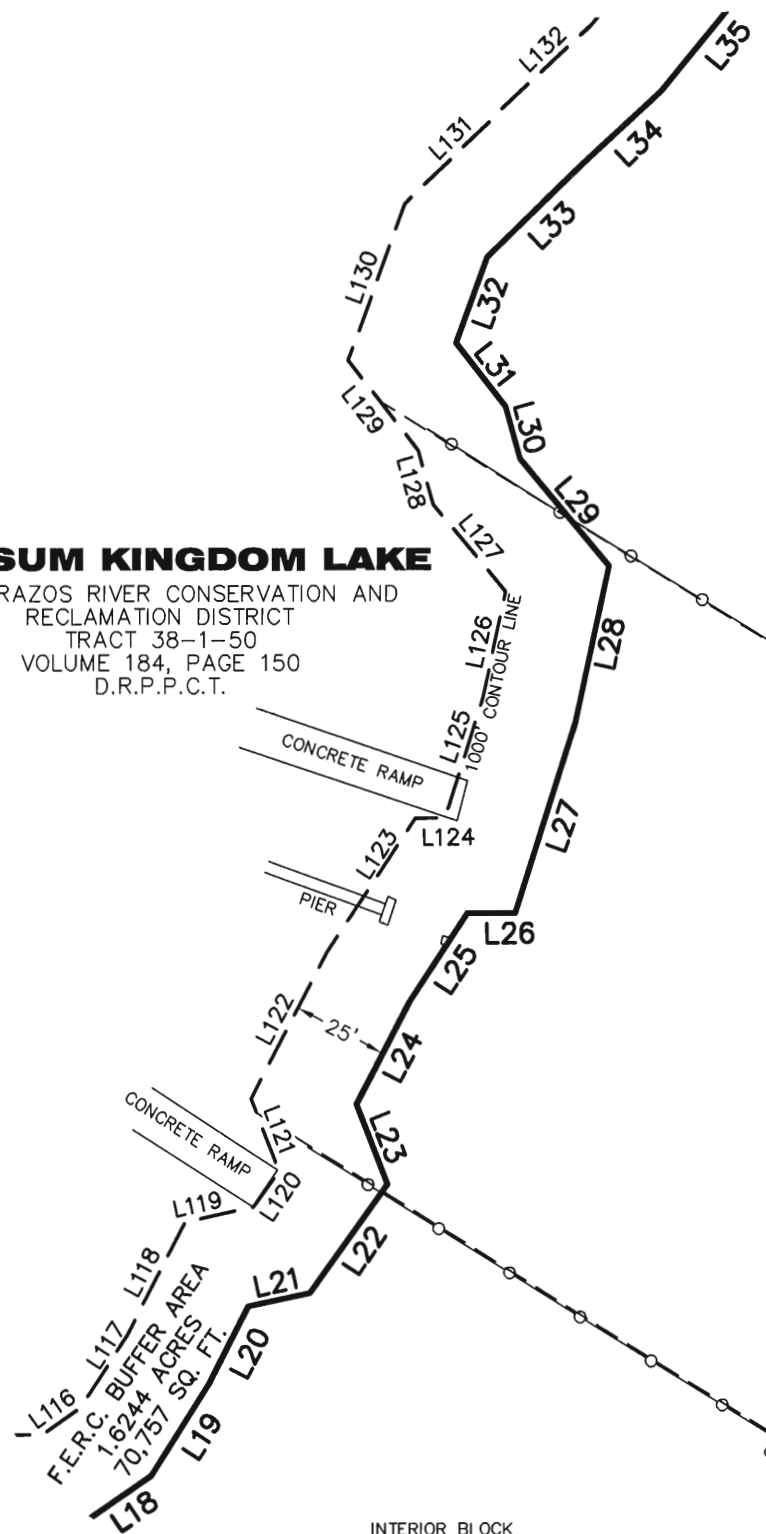 L132
L35
L131
L34
L33
L130
L32
L31
L129
L30
L128
L29
L127
SUM KINGDOM LAKE
RAZOS RIVER CONSERVATION AND
RECLAMATION DISTRICT
TRACT 38-1-50
VOLUME 184, PAGE 150
D.R.P.P.C.T.
L126
1000' CONTOUR LINE
L28
L125
CONCRETE RAMP
L124
L123
L27
PIER
L26
L25
L122
25'
L24
CONCRETE RAMP
L121
L23
L120
L119
L22
L118
L21
L117
L20
F.E.R.C. BUFFER AREA
1.6244 ACRES
70,757 SQ. FT.
L116
L19
L18
INTERIOR BLOCK